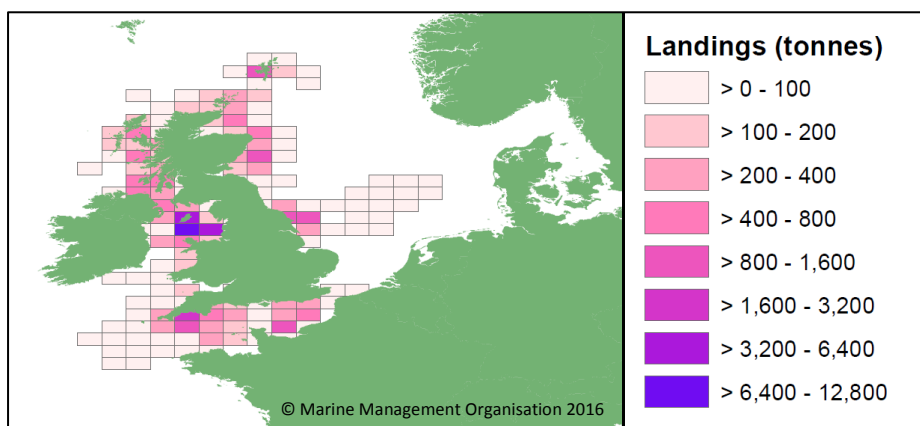 Landings (tonnes)
> 0 - 100
> 100 - 200
> 200 - 400
> 400 - 800
> 800 - 1,600
> 1,600 - 3,200
> 3,200 - 6,400
> 6,400 - 12,800
© Marine Management Organisation 2016